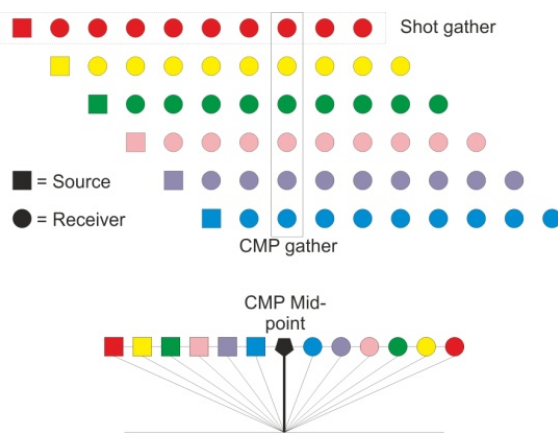 Shot gather
= Source
= Receiver
CMP gather
CMP Mid-
point